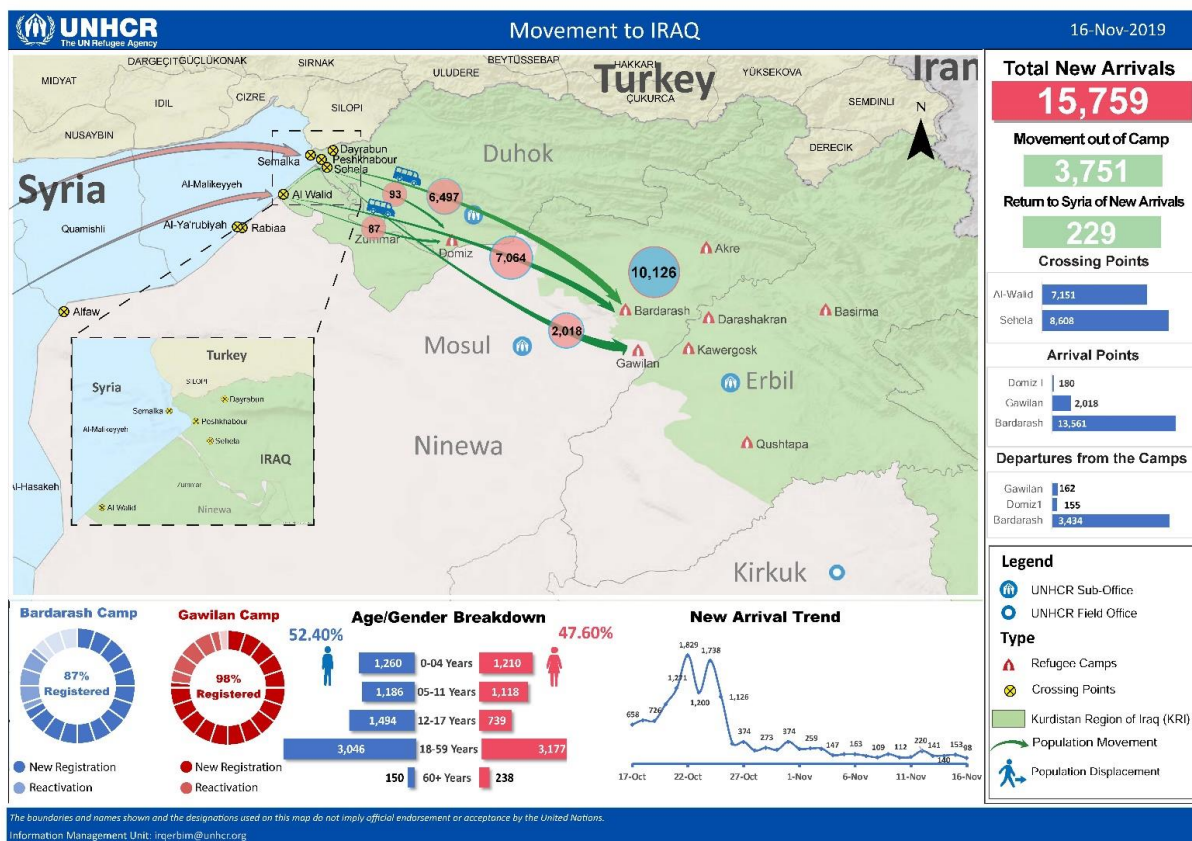 UNHCR
The UN Refugee Agency
Movement to IRAQ
16-Nov-2019
DARGEÇİT
GÜÇLÜKONAK
SIRNAK
BEYTÜSSEBAP
HAKKARI
MIDYAT
ULUDERE
Turkey
YÜKSEKOVA
Iran
CIZRE
IDIL
SILOPI
ÇUKURCA
SEMDINLI
NUSAYBIN
N
DERECIK
Dayrabun
Semalka
Peshkhabour
Sehela
Duhok
Syria
Al-Malikeyyeh
Al Walid
93
6,497
Quamishli
Al-Ya'rubiyah
Rabiaa
87
Zummar
Domiz
7,064
Akre
10,126
Alfaw
Bardarash
Darashakran
Basirma
2,018
Mosul
Kawergosk
Gawilan
Erbil
Ninewa
Qushtapa
Al-Hasakeh
Kirkuk
Turkey
Syria
SILOPI
Dayrabun
Semalka
Peshkhabour
Al-Malikeyyeh
Sehela
IRAQ
Zummar
Al Walid
Ninewa
Total New Arrivals
15,759
Movement out of Camp
3,751
Return to Syria of New Arrivals
229
Crossing Points
Al-Walid 7,151
Sehela 8,608
Arrival Points
Domiz I 180
Gawilan 2,018
Bardarash 13,561
Departures from the Camps
Gawilan 162
Domiz1 155
Bardarash 3,434
Legend
UNHCR Sub-Office
UNHCR Field Office
Type
Refugee Camps
Crossing Points
Kurdistan Region of Iraq (KRI)
Population Movement
Population Displacement
Bardarash Camp
87%
Registered
New Registration
Reactivation
Gawilan Camp
98%
Registered
New Registration
Reactivation
Age/Gender Breakdown
52.40%
47.60%
1,260 0-04 Years 1,210
1,186 05-11 Years 1,118
1,494 12-17 Years 739
3,046 18-59 Years 3,177
150 60+ Years 238
New Arrival Trend
1,829
1,738
1,200
1,126
658
726
374
273
374
259
147
163
109
112
220
141
140
153
98
17-Oct 22-Oct 27-Oct 1-Nov 6-Nov 11-Nov 16-Nov
The boundaries and names shown and the designations used on this map do not imply official endorsement or acceptance by the United Nations.
Information Management Unit: irqerbim@unhcr.org